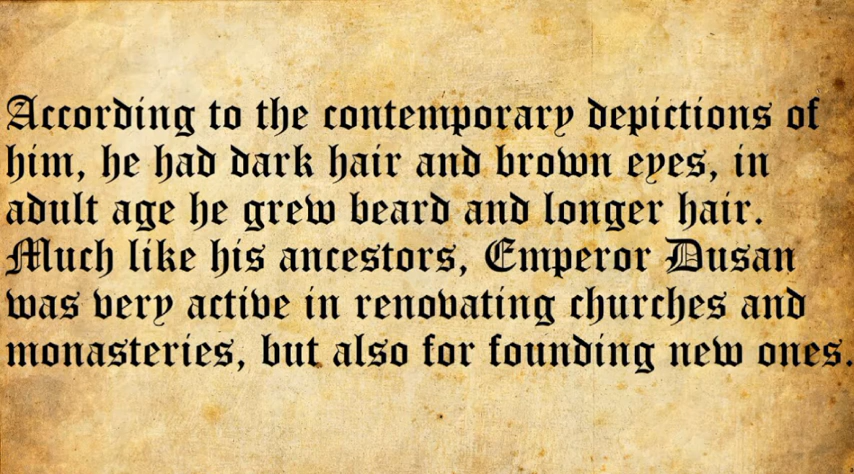 According to the contemporary depictions of
him, he had dark hair and brown eyes, in
adult age he grew beard and longer hair.
Much like his ancestors, Emperor Dusan
was very active in renovating churches and
monasteries, but also for founding new ones.